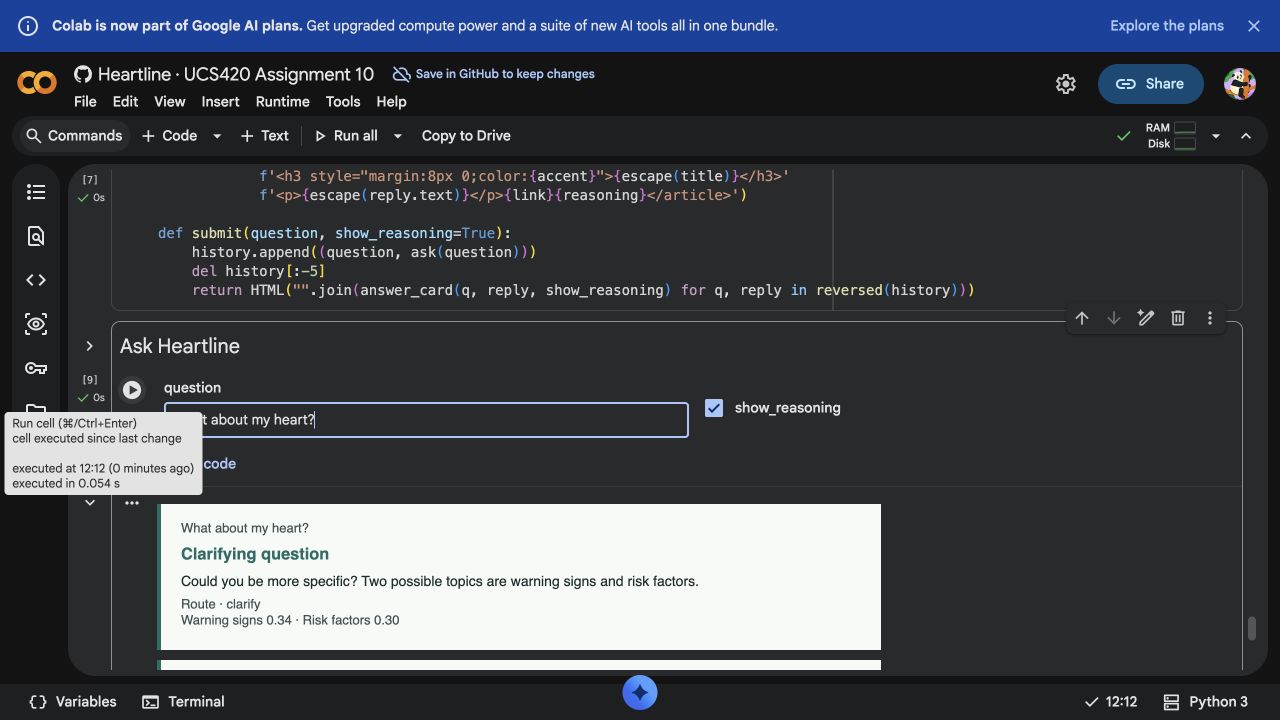 Colab is now part of Google AI plans. Get upgraded compute power and a suite of new AI tools all in one bundle.
Explore the plans
Heartline · UCS420 Assignment 10
Save in GitHub to keep changes
Share
File Edit View Insert Runtime Tools Help
Commands + Code + Text Run all Copy to Drive
RAM
Disk
[7]
0s
f'<h3 style="margin:8px 0;color:{accent}">{escape(title)}</h3>'
f'<p>{escape(reply.text)}</p>{link}{reasoning}</article>')
def submit(question, show_reasoning=True):
history.append((question, ask(question)))
del history[:-5]
return HTML("".join(answer_card(q, reply, show_reasoning) for q, reply in reversed(history)))
Ask Heartline
[9]
0s
question
t about my heart?
show_reasoning
Run cell (⌘/Ctrl+Enter)
cell executed since last change
executed at 12:12 (0 minutes ago)
executed in 0.054 s
code
What about my heart?
Clarifying question
Could you be more specific? Two possible topics are warning signs and risk factors.
Route · clarify
Warning signs 0.34 · Risk factors 0.30
Variables
Terminal
12:12
Python 3